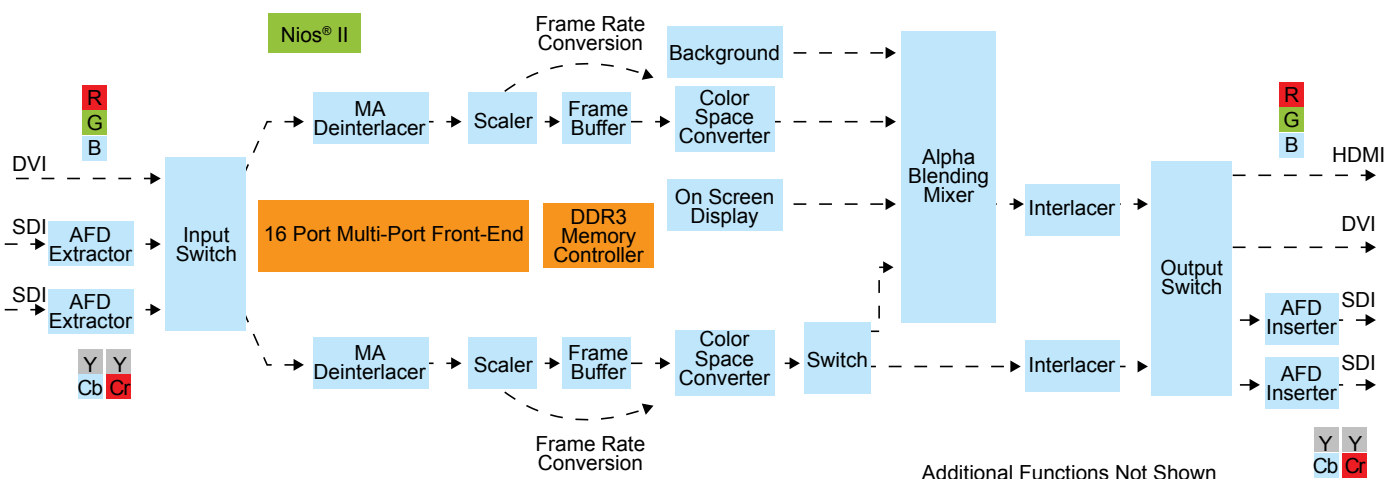 Nios® II
Frame Rate
Conversion
Background
R
G
B
MA
Deinterlacer
Scaler
Frame
Buffer
Color
Space
Converter
R
G
B
DVI
HDMI
SDI
AFD
Extractor
Input
Switch
16 Port Multi-Port Front-End
DDR3
Memory
Controller
On Screen
Display
Alpha
Blending
Mixer
Interlacer
DVI
Output
Switch
SDI
AFD
Extractor
AFD
Inserter
SDI
Y Y
Cb Cr
MA
Deinterlacer
Scaler
Frame
Buffer
Color
Space
Converter
Switch
Interlacer
AFD
Inserter
SDI
Frame Rate
Conversion
Y Y
Cb Cr
Additional Functions Not Shown